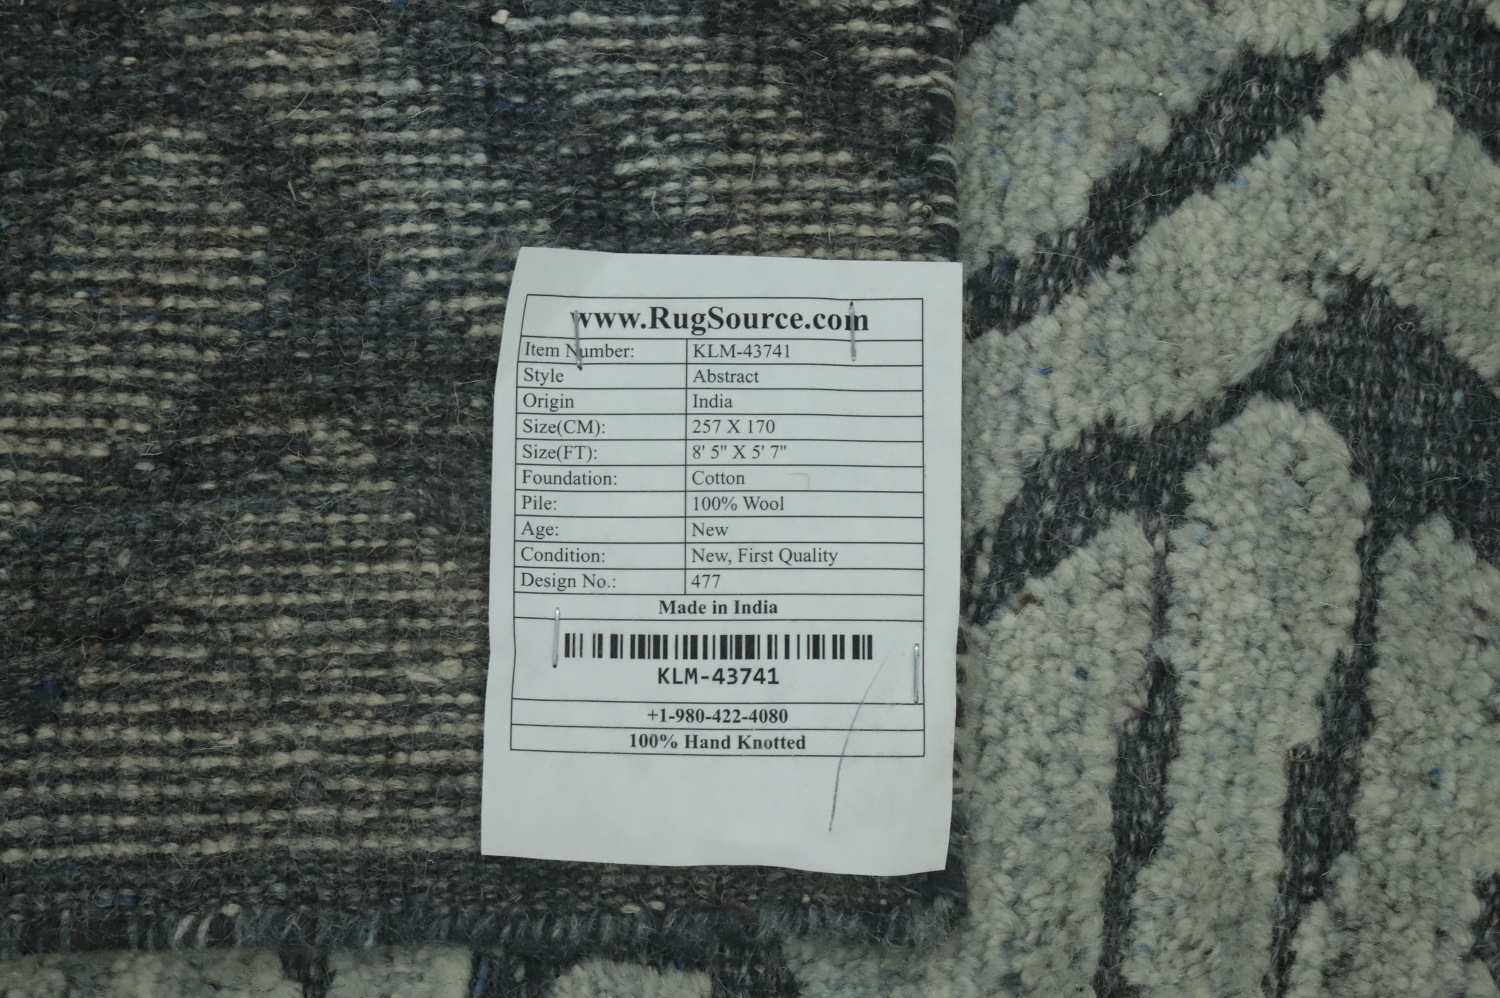 www.RugSource.com
Item Number: KLM-43741
Style Abstract
Origin India
Size(CM): 257 X 170
Size(FT): 8' 5" X 5' 7"
Foundation: Cotton
Pile: 100% Wool
Age: New
Condition: New, First Quality
Design No.: 477
Made in India
KLM-43741
+1-980-422-4080
100% Hand Knotted